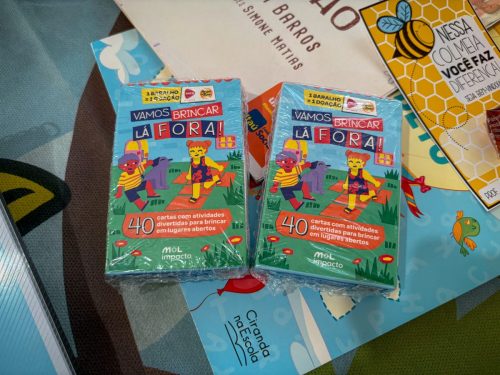 BARROS
SIMONE MATIAS
NESSA
COLMEIA
VOCÊ FAZ
DIFERENÇA!
1 BARALHO
= 1 DOAÇÃO
VAMOS BRINCAR
LÁ FORA!
40 cartas com atividades
divertidas para brincar
em lugares abertos
MOL
impacto
1 BARALHO
= 1 DOAÇÃO
VAMOS BRINCAR
LÁ FORA!
40 cartas com atividades
divertidas para brincar
em lugares abertos
MOL
impacto
Ciranda
na Escola